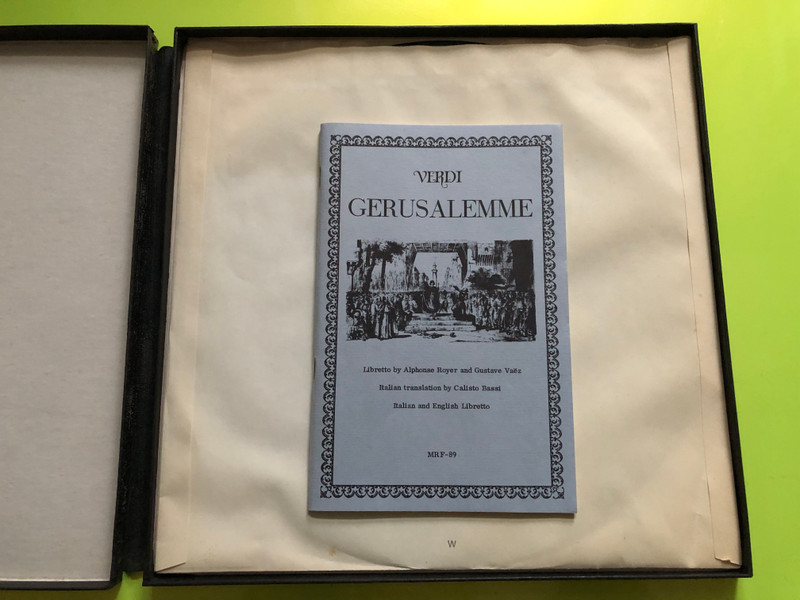 VERDI
GERUSALEMME
Libretto by Alphonse Royer and Gustave Vaëz
Italian translation by Calisto Bassi
Italian and English Libretto
MRF-89
W